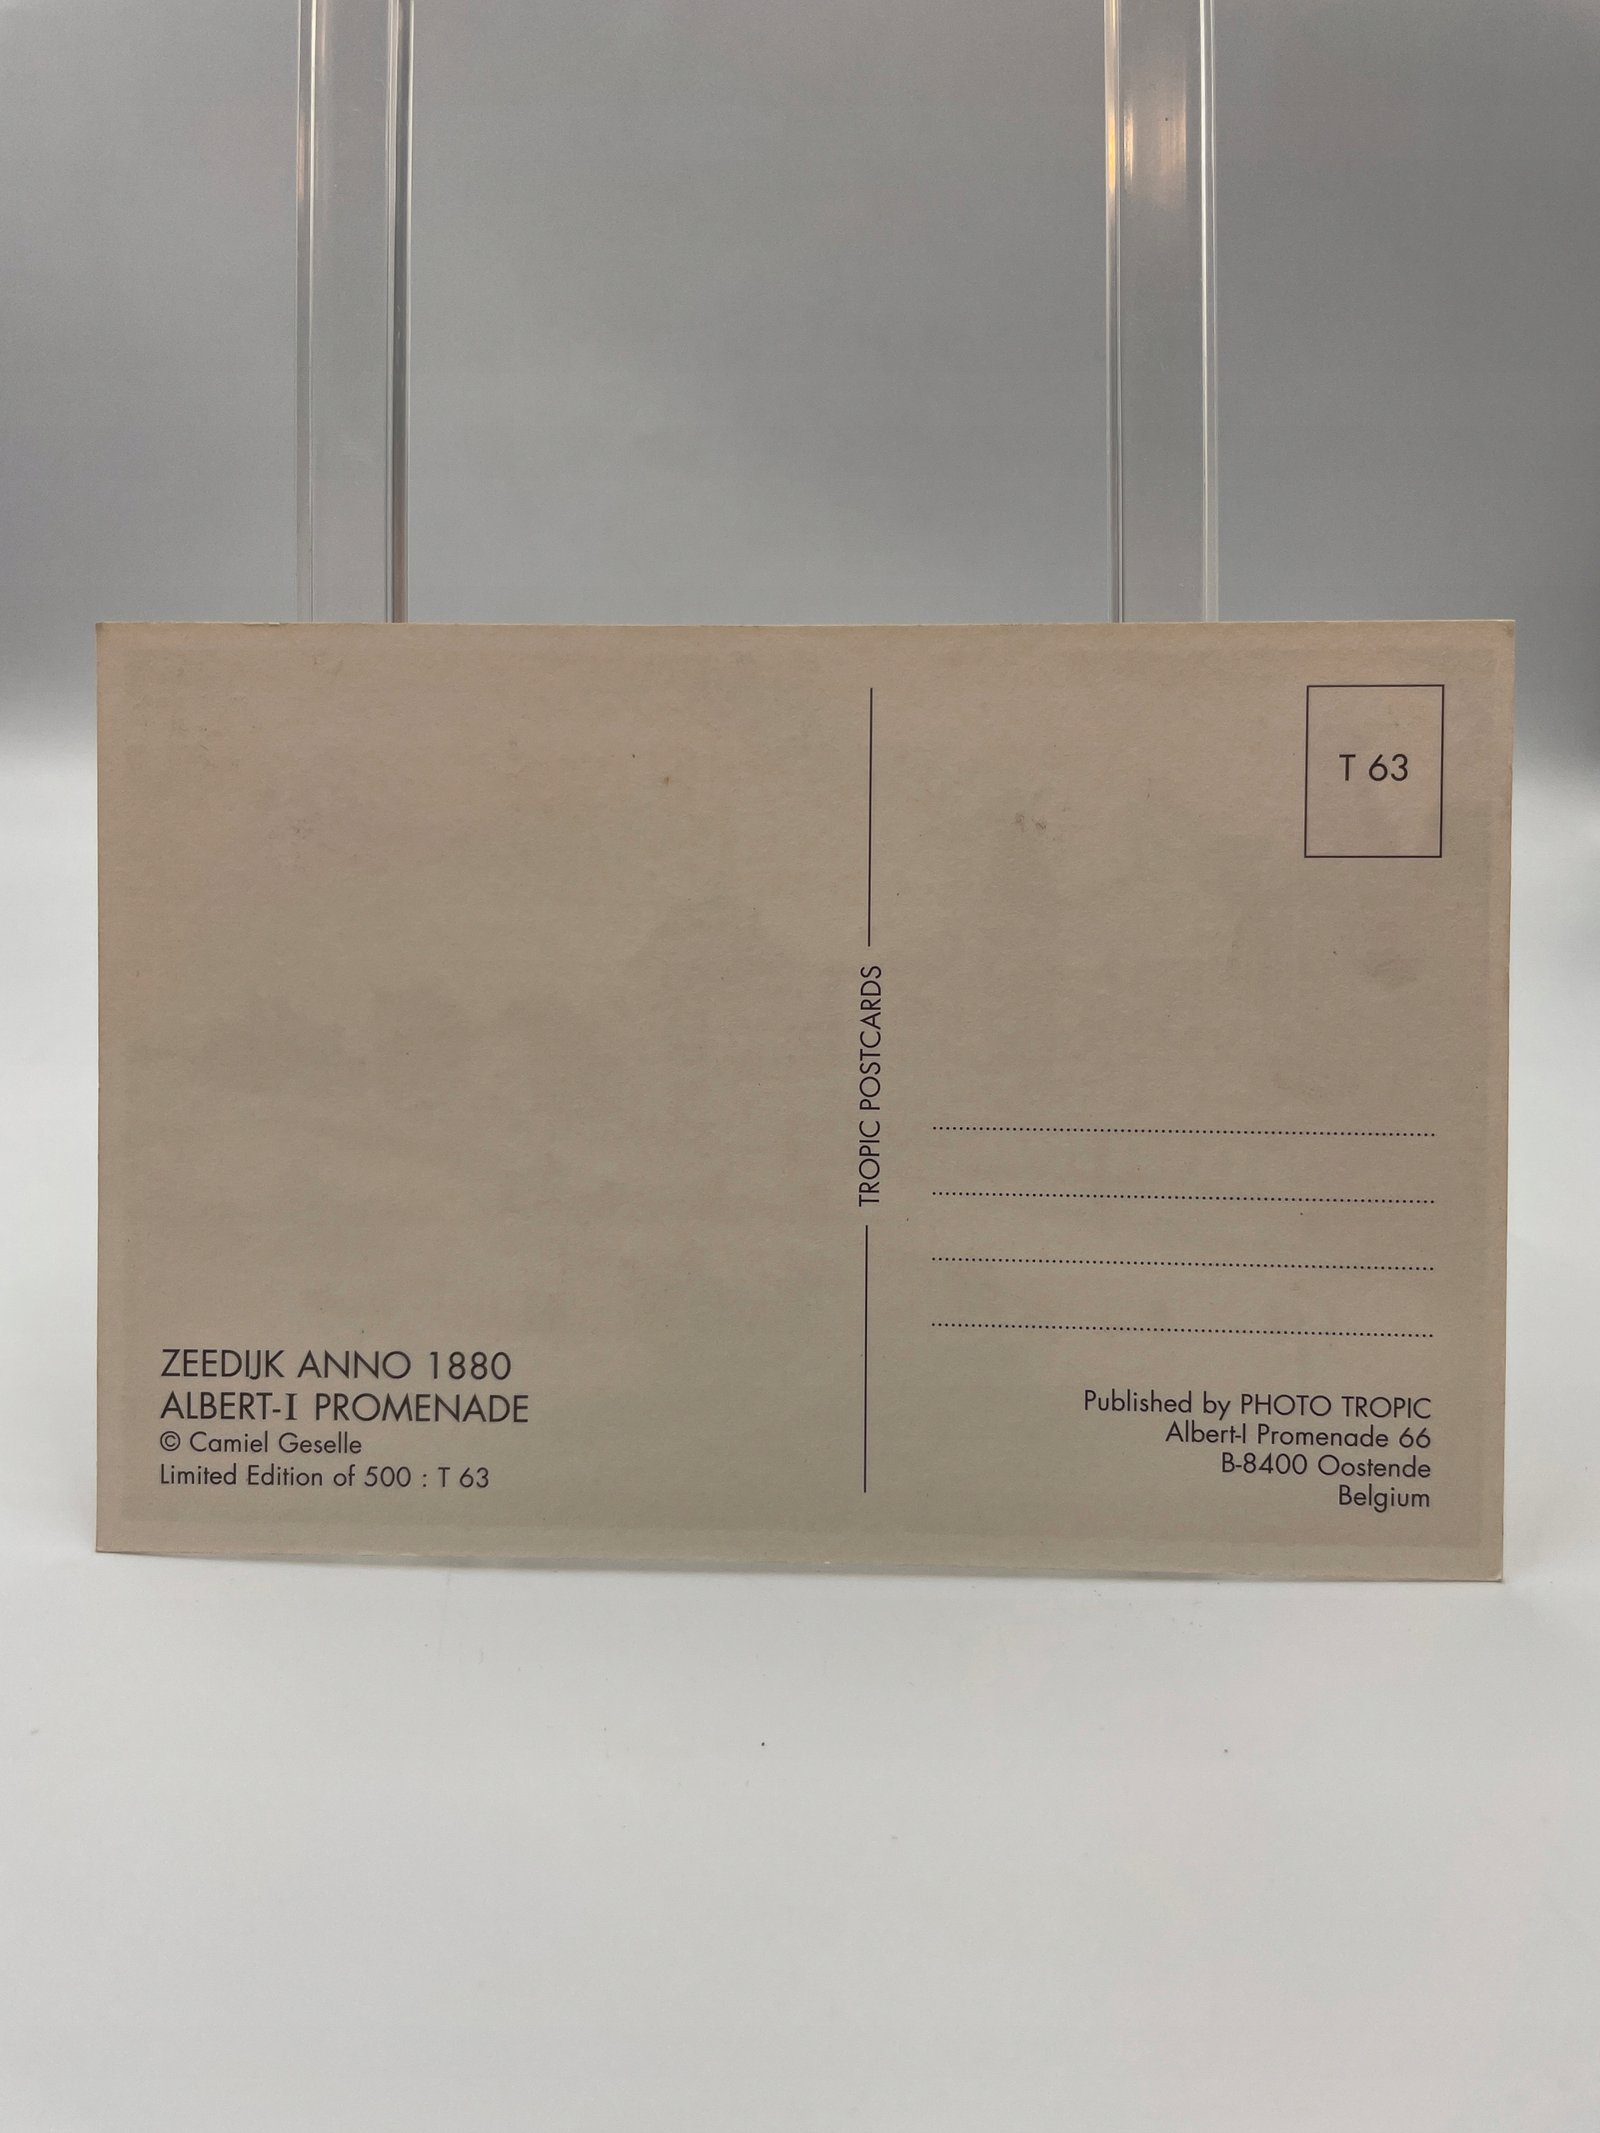 T 63
TROPIC POSTCARDS
ZEEDIJK ANNO 1880
ALBERT-I PROMENADE
© Camiel Geselle
Limited Edition of 500 : T 63
Published by PHOTO TROPIC
Albert-I Promenade 66
B-8400 Oostende
Belgium